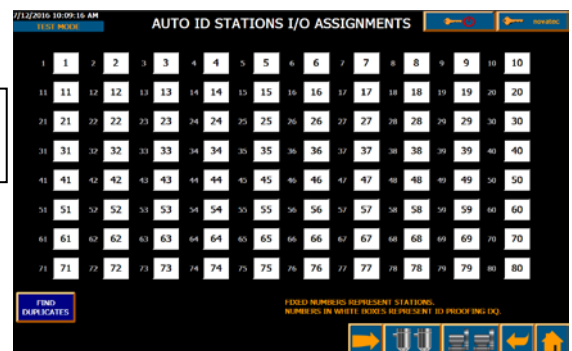 7/12/2016 10:09:16 AM
TEST MODE
AUTO ID STATIONS I/O ASSIGNMENTS
novatec
1 1 2 2 3 3 4 4 5 5 6 6 7 7 8 8 9 9 10 10
11 11 12 12 13 13 14 14 15 15 16 16 17 17 18 18 19 19 20 20
21 21 22 22 23 23 24 24 25 25 26 26 27 27 28 28 29 29 30 30
31 31 32 32 33 33 34 34 35 35 36 36 37 37 38 38 39 39 40 40
41 41 42 42 43 43 44 44 45 45 46 46 47 47 48 48 49 49 50 50
51 51 52 52 53 53 54 54 55 55 56 56 57 57 58 58 59 59 60 60
61 61 62 62 63 63 64 64 65 65 66 66 67 67 68 68 69 69 70 70
71 71 72 72 73 73 74 74 75 75 76 76 77 77 78 78 79 79 80 80
FIND
DUPLICATES
FIXED NUMBERS REPRESENT STATIONS.
NUMBERS IN WHITE BOXES REPRESENT ID PROOFING DQ.